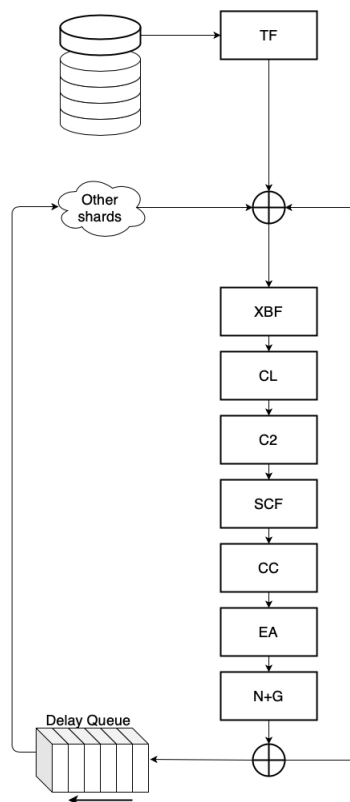 TF
Other
shards
XBF
CL
C2
SCF
CC
EA
N+G
Delay Queue